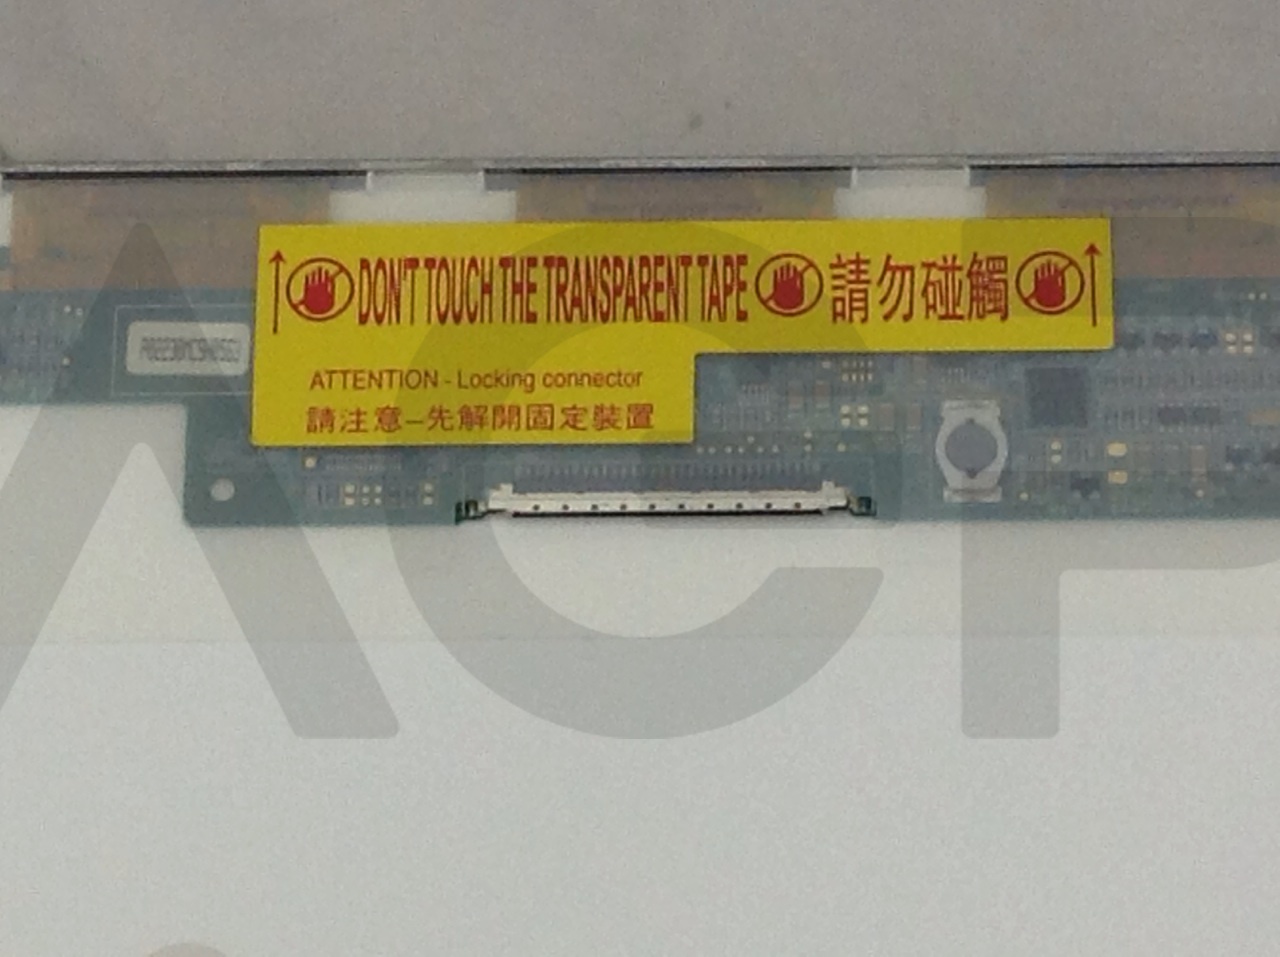 DON'T TOUCH THE TRANSPARENT TAPE 請勿碰觸
ATTENTION - Locking connector
請注意–先解開固定裝置
ACP